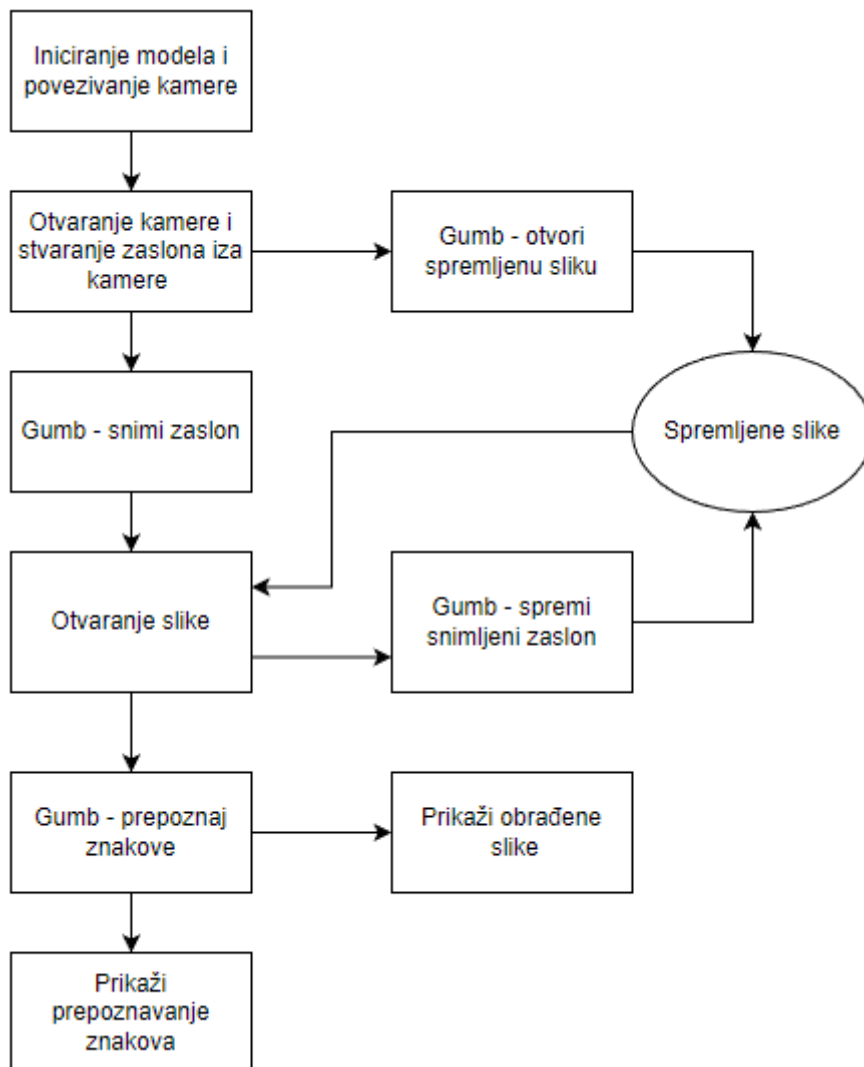 Iniciranje modela i
povezivanje kamere
Otvaranje kamere i
stvaranje zaslona iza
kamere
Gumb - otvori
spremljenu sliku
Gumb - snimi zaslon
Spremljene slike
Otvaranje slike
Gumb - spremi
snimljeni zaslon
Gumb - prepoznaj
znakove
Prikaži obrađene
slike
Prikaži
prepoznavanje
znakova